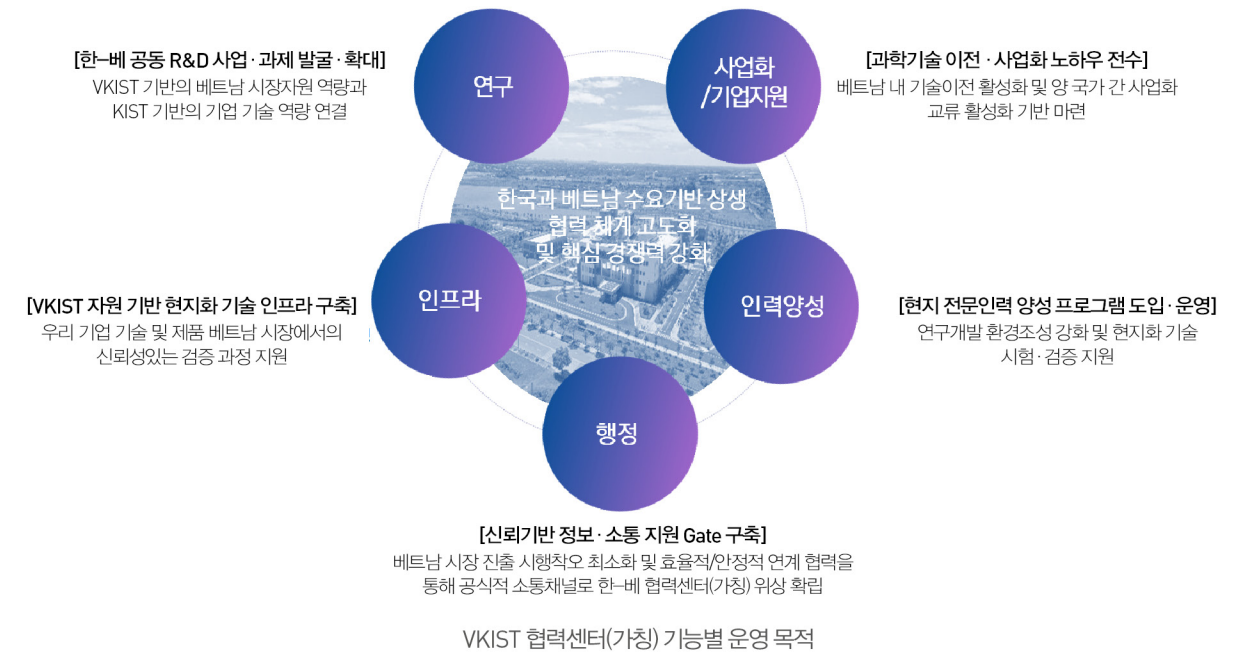 [한–베 공동 R&D 사업·과제 발굴·확대]
VKIST 기반의 베트남 시장자원 역량과
KIST 기반의 기업 기술 역량 연결
연구
사업화
/기업지원
[과학기술 이전·사업화 노하우 전수]
베트남 내 기술이전 활성화 및 양 국가 간 사업화
교류 활성화 기반 마련
한국과 베트남 수요기반 상생
협력 체계 고도화
및 핵심 경쟁력 강화
[VKIST 자원 기반 현지화 기술 인프라 구축]
우리 기업 기술 및 제품 베트남 시장에서의
신뢰성있는 검증 과정 지원
인프라
인력양성
[현지 전문인력 양성 프로그램 도입·운영]
연구개발 환경조성 강화 및 현지화 기술
시험·검증 지원
행정
[신뢰기반 정보·소통 지원 Gate 구축]
베트남 시장 진출 시행착오 최소화 및 효율적/안정적 연계 협력을
통해 공식적 소통채널로 한–베 협력센터(가칭) 위상 확립
VKIST 협력센터(가칭) 기능별 운영 목적